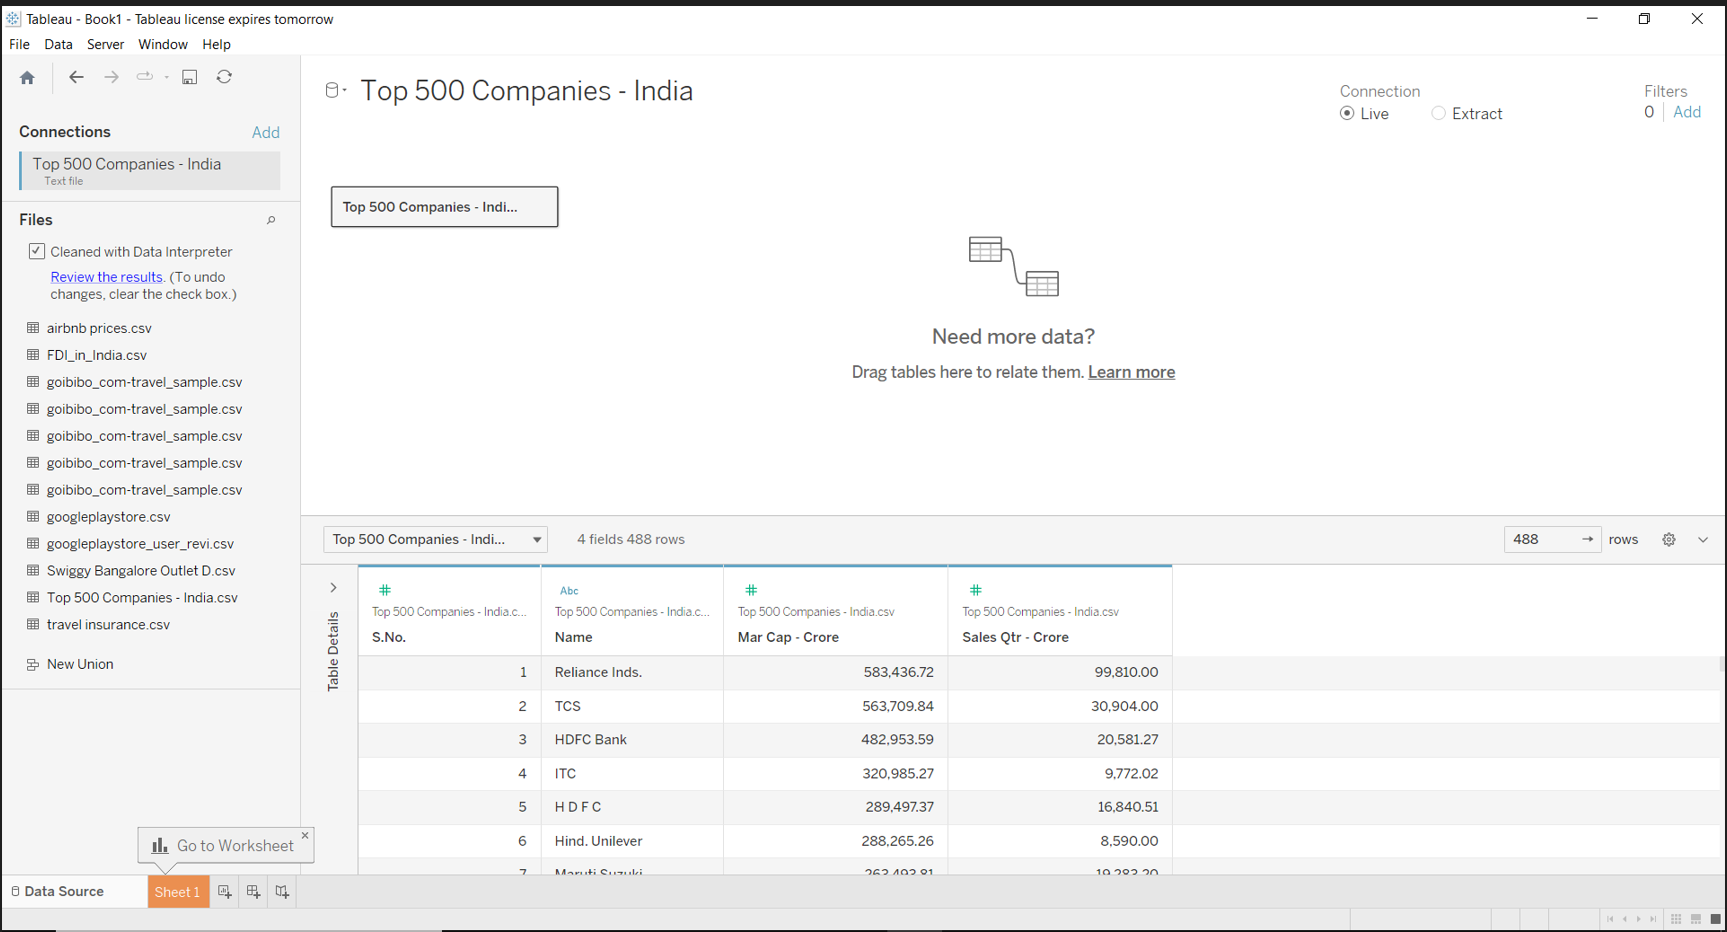 Tableau - Book1 - Tableau license expires tomorrow
File Data Server Window Help
Connections Add
Top 500 Companies - India
Text file
Files
Cleaned with Data Interpreter
Review the results. (To undo
changes, clear the check box.)
airbnb prices.csv
FDI_in_India.csv
goibibo_com-travel_sample.csv
goibibo_com-travel_sample.csv
goibibo_com-travel_sample.csv
goibibo_com-travel_sample.csv
goibibo_com-travel_sample.csv
googleplaystore.csv
googleplaystore_user_revi.csv
Swiggy Bangalore Outlet D.csv
Top 500 Companies - India.csv
travel insurance.csv
New Union
Top 500 Companies - India
Connection
Live Extract
Filters
0 Add
Top 500 Companies - Indi...
Need more data?
Drag tables here to relate them. Learn more
Top 500 Companies - Indi... 4 fields 488 rows 488 rows
Table Details
# Abc # #
Top 500 Companies - India.c... Top 500 Companies - India.c... Top 500 Companies - India.csv Top 500 Companies - India.csv
S.No. Name Mar Cap - Crore Sales Qtr - Crore
1 Reliance Inds. 583,436.72 99,810.00
2 TCS 563,709.84 30,904.00
3 HDFC Bank 482,953.59 20,581.27
4 ITC 320,985.27 9,772.02
5 H D F C 289,497.37 16,840.51
6 Hind. Unilever 288,265.26 8,590.00
7 Maruti Suzuki 263,493.81 19,283.20
Go to Worksheet
Data Source Sheet 1